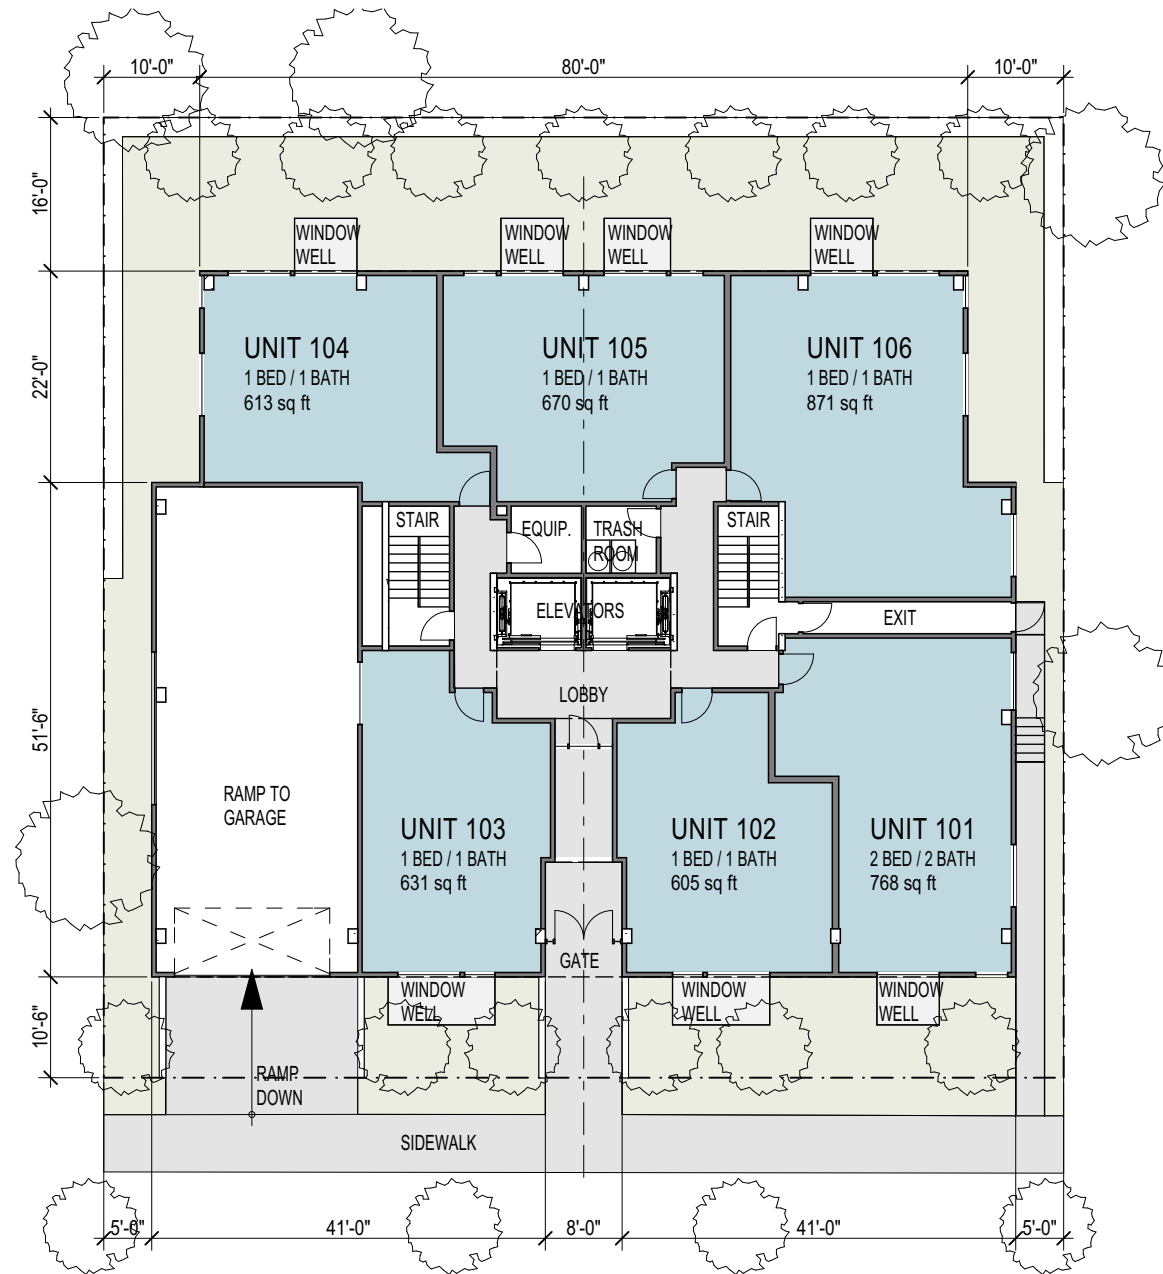 10'-0"
80'-0"
10'-0"
16'-0"
WINDOW
WELL
WINDOW
WELL
WINDOW
WELL
WINDOW
WELL
22'-0"
UNIT 104
1 BED / 1 BATH
613 sq ft
UNIT 105
1 BED / 1 BATH
670 sq ft
UNIT 106
1 BED / 1 BATH
871 sq ft
STAIR
EQUIP.
TRASH
ROOM
STAIR
ELEVATORS
EXIT
LOBBY
51'-6"
RAMP TO
GARAGE
UNIT 103
1 BED / 1 BATH
631 sq ft
UNIT 102
1 BED / 1 BATH
605 sq ft
UNIT 101
2 BED / 2 BATH
768 sq ft
GATE
WINDOW
WELL
WINDOW
WELL
WINDOW
WELL
10'-6"
RAMP
DOWN
SIDEWALK
5'-0"
41'-0"
8'-0"
41'-0"
5'-0"